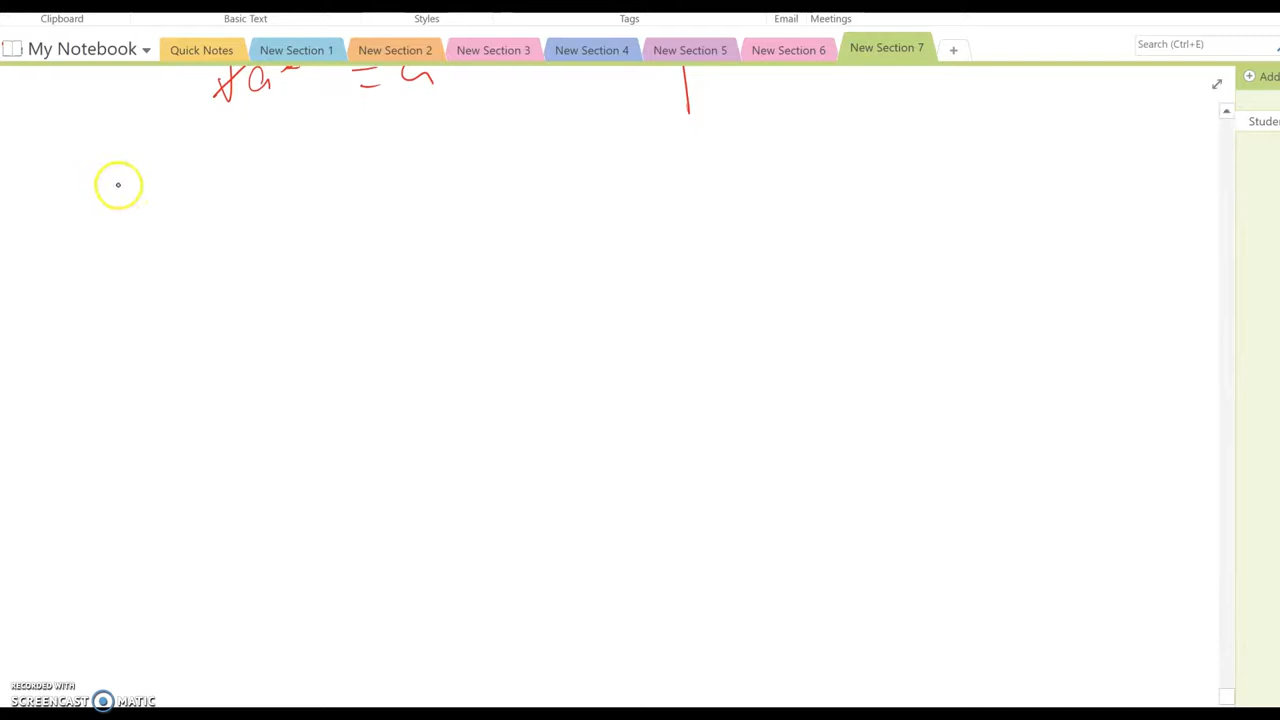 Clipboard Basic Text Styles Tags Email Meetings
My Notebook Quick Notes New Section 1 New Section 2 New Section 3 New Section 4 New Section 5 New Section 6 New Section 7 + Search (Ctrl+E)
= a
Add
Studer
RECORDED WITH
SCREENCAST MATIC